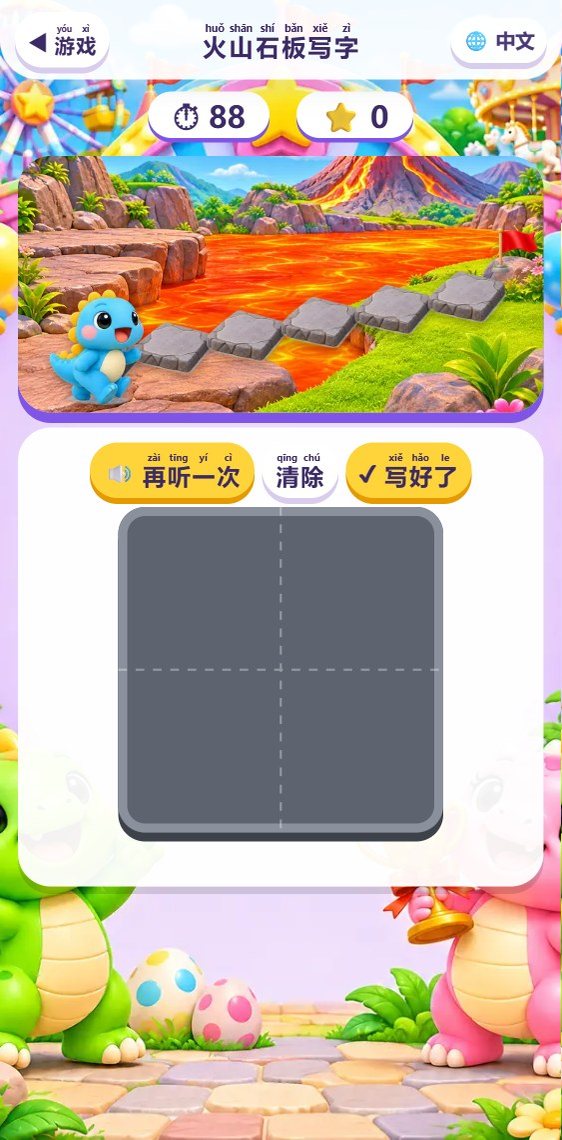 yóu xì
◀ 游戏
huǒ shān shí bǎn xiě zì
火山石板写字
中文
88
0
zài tīng yí cì
再听一次
qīng chú
清除
xiě hǎo le
✓ 写好了